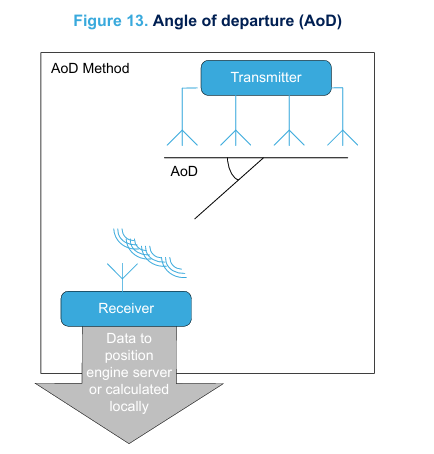 Figure 13. Angle of departure (AoD)
AoD Method
Transmitter
AoD
Receiver
Data to
position
engine server
or calculated
locally